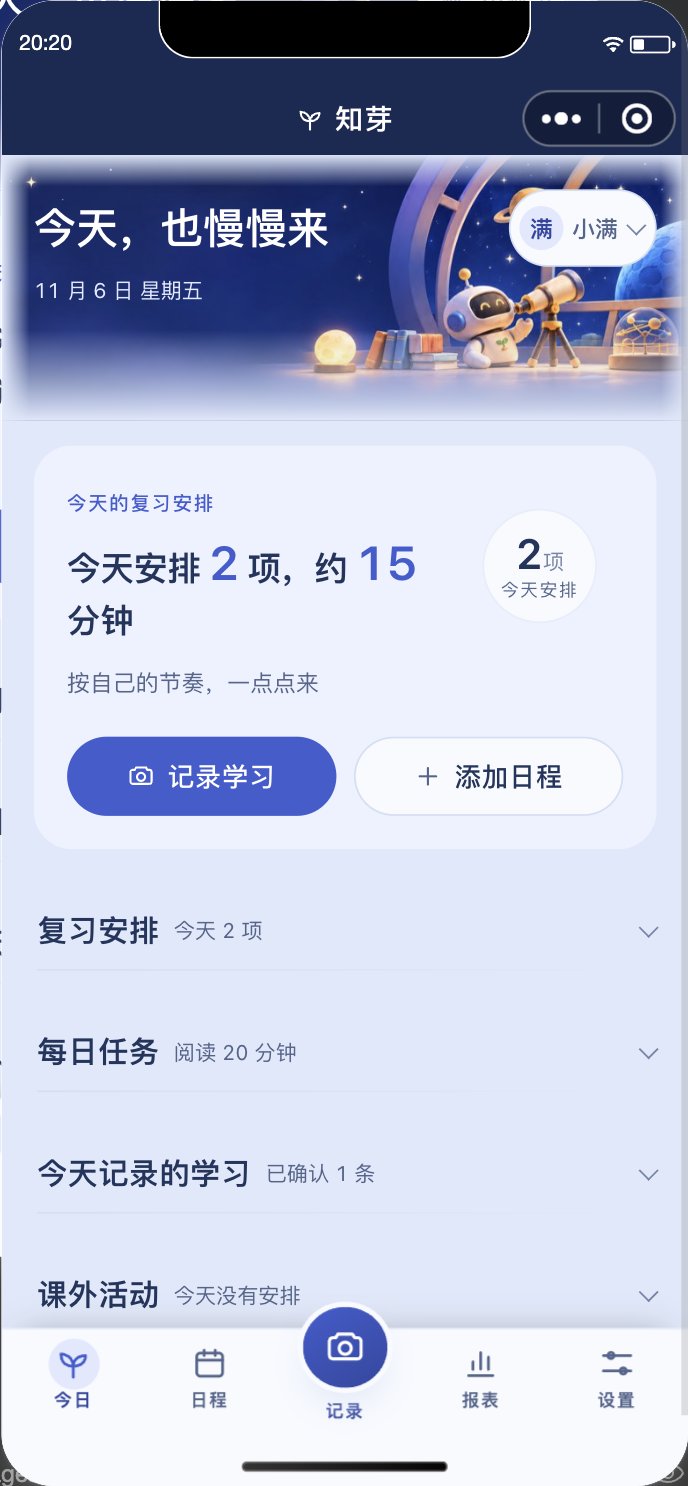 20:20
知芽
今天，也慢慢来
满 小满
11 月 6 日 星期五
今天的复习安排
今天安排 2 项，约 15
分钟
2项
今天安排
按自己的节奏，一点点来
记录学习
添加日程
复习安排 今天 2 项
每日任务 阅读 20 分钟
今天记录的学习 已确认 1 条
课外活动 今天没有安排
今日
日程
记录
报表
设置